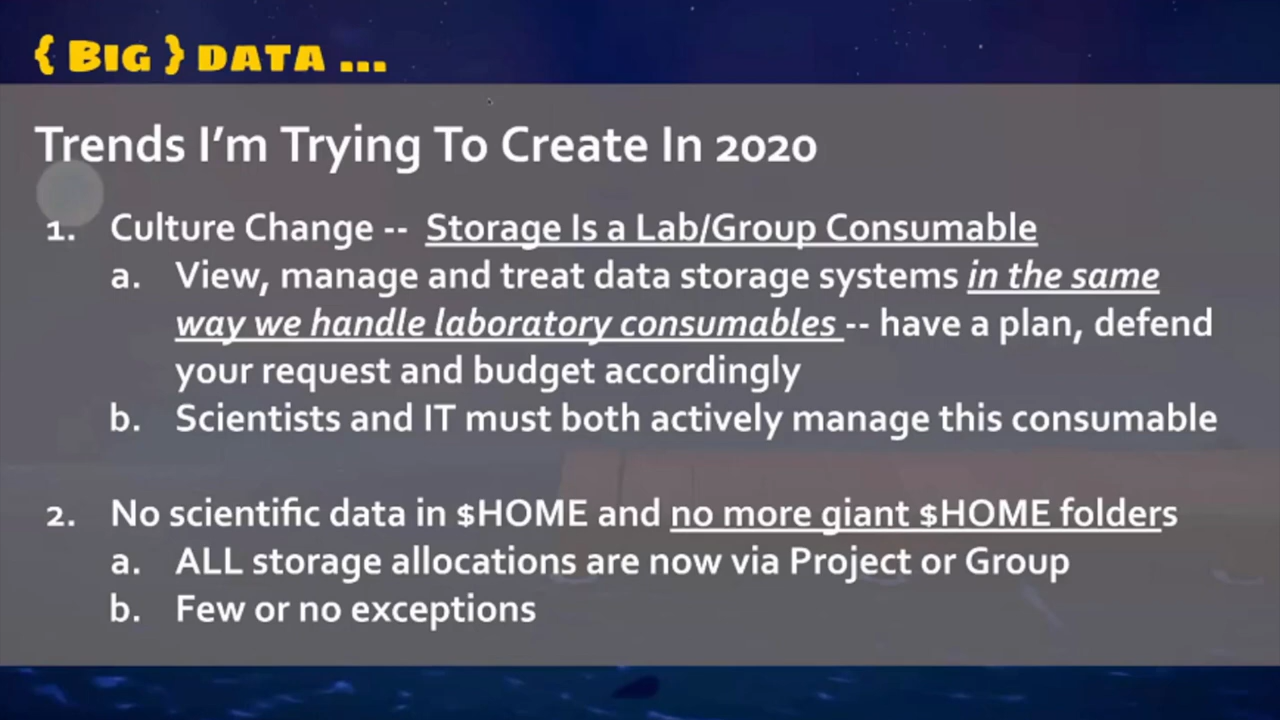 { BIG } DATA ...
Trends I'm Trying To Create In 2020
1. Culture Change -- Storage Is a Lab/Group Consumable
a. View, manage and treat data storage systems in the same
way we handle laboratory consumables -- have a plan, defend
your request and budget accordingly
b. Scientists and IT must both actively manage this consumable
2. No scientific data in $HOME and no more giant $HOME folders
a. ALL storage allocations are now via Project or Group
b. Few or no exceptions